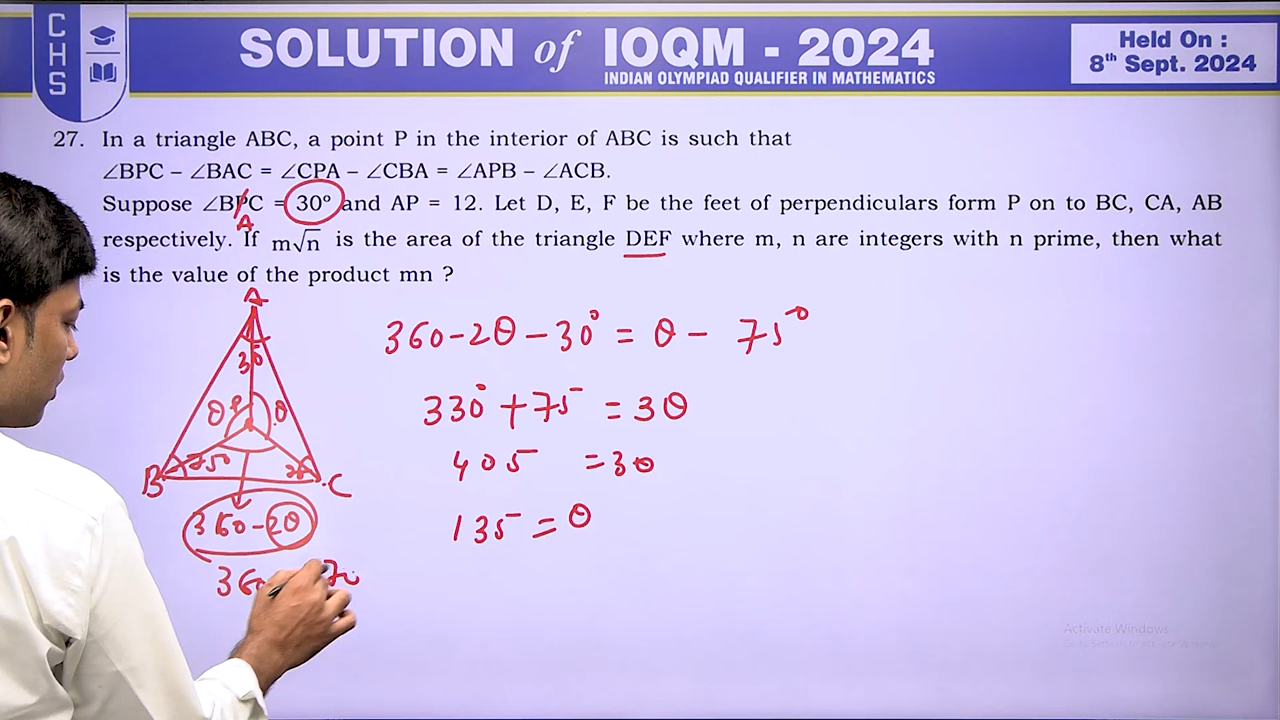 CHS
SOLUTION of IOQM - 2024
INDIAN OLYMPIAD QUALIFIER IN MATHEMATICS
Held On :
8th Sept. 2024
27. In a triangle ABC, a point P in the interior of ABC is such that
∠BPC – ∠BAC = ∠CPA – ∠CBA = ∠APB – ∠ACB.
Suppose ∠BPC = 30º and AP = 12. Let D, E, F be the feet of perpendiculars form P on to BC, CA, AB
A
respectively. If m√n is the area of the triangle DEF where m, n are integers with n prime, then what
is the value of the product mn ?
A
30
θ P θ
B 75º C
360-2θ
360-2θ-30° = θ - 75°
330° + 75 = 3θ
405 = 3θ
135 = θ
Activate Windows